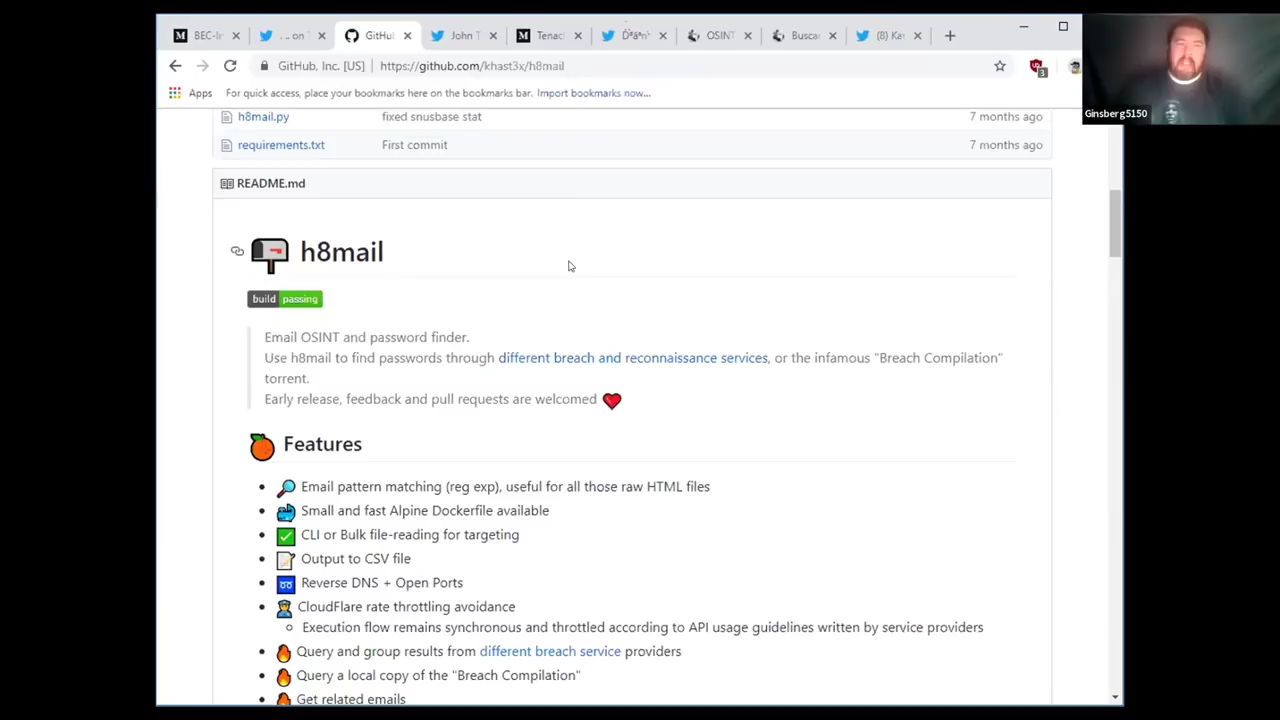 BEC-Ir
... on T
GitHub
John T
Tenac
OSINT
Buscar
(8) Kat
GitHub, Inc. [US] | https://github.com/khast3x/h8mail
3
Apps For quick access, place your bookmarks here on the bookmarks bar. Import bookmarks now...
Ginsberg5150
h8mail.py fixed snusbase stat 7 months ago
requirements.txt First commit 7 months ago
README.md
h8mail
build passing
Email OSINT and password finder.
Use h8mail to find passwords through different breach and reconnaissance services, or the infamous "Breach Compilation"
torrent.
Early release, feedback and pull requests are welcomed
Features
Email pattern matching (reg exp), useful for all those raw HTML files
Small and fast Alpine Dockerfile available
CLI or Bulk file-reading for targeting
Output to CSV file
Reverse DNS + Open Ports
CloudFlare rate throttling avoidance
Execution flow remains synchronous and throttled according to API usage guidelines written by service providers
Query and group results from different breach service providers
Query a local copy of the "Breach Compilation"
Get related emails